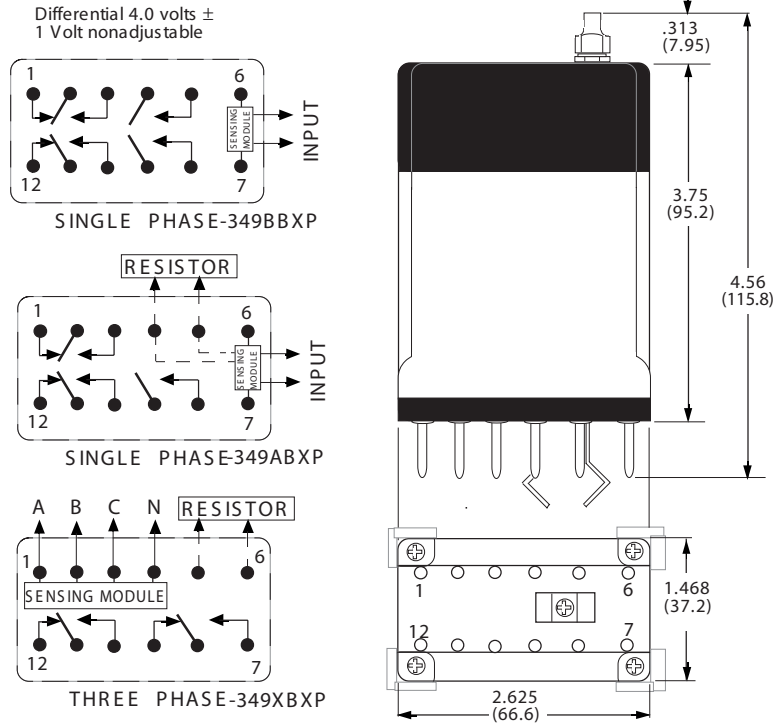 Differential 4.0 volts ±
1 Volt nonadjustable
1 6
SENSING
MODULE
INPUT
12 7
SINGLE PHASE-349BBXP
RESISTOR
1 6
SENSING
MODULE
INPUT
12 7
SINGLE PHASE-349ABXP
A B C N RESISTOR
1 6
SENSING MODULE
12 7
THREE PHASE-349XBXP
.313
(7.95)
3.75
(95.2)
4.56
(115.8)
1 6
12 7
1.468
(37.2)
2.625
(66.6)